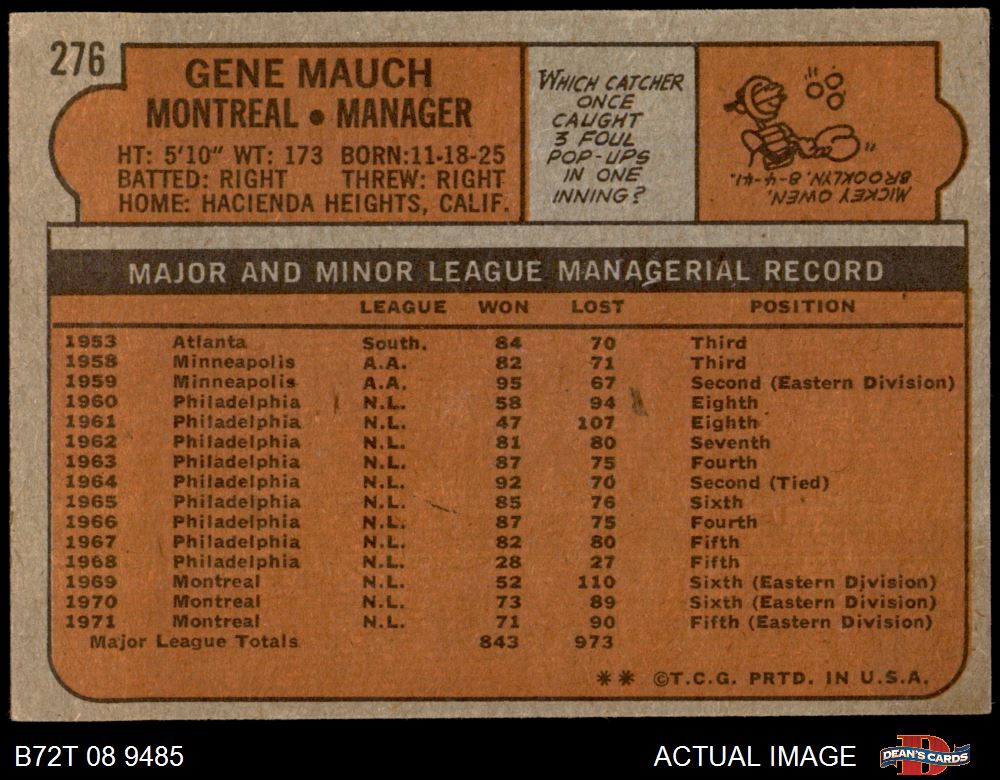 276
GENE MAUCH
MONTREAL • MANAGER
HT: 5'10" WT: 173 BORN:11-18-25
BATTED: RIGHT THREW: RIGHT
HOME: HACIENDA HEIGHTS, CALIF.
WHICH CATCHER
ONCE
CAUGHT
3 FOUL
POP-UPS
IN ONE
INNING?
MICKEY OWEN,
BROOKLYN. 8-4-41.
MAJOR AND MINOR LEAGUE MANAGERIAL RECORD
LEAGUE WON LOST POSITION
1953 Atlanta South. 84 70 Third
1958 Minneapolis A.A. 82 71 Third
1959 Minneapolis A.A. 95 67 Second (Eastern Division)
1960 Philadelphia N.L. 58 94 Eighth
1961 Philadelphia N.L. 47 107 Eighth
1962 Philadelphia N.L. 81 80 Seventh
1963 Philadelphia N.L. 87 75 Fourth
1964 Philadelphia N.L. 92 70 Second (Tied)
1965 Philadelphia N.L. 85 76 Sixth
1966 Philadelphia N.L. 87 75 Fourth
1967 Philadelphia N.L. 82 80 Fifth
1968 Philadelphia N.L. 28 27 Fifth
1969 Montreal N.L. 52 110 Sixth (Eastern Division)
1970 Montreal N.L. 73 89 Sixth (Eastern Division)
1971 Montreal N.L. 71 90 Fifth (Eastern Division)
Major League Totals 843 973
** ©T.C.G. PRTD. IN U.S.A.
B72T 08 9485 ACTUAL IMAGE DEAN'S CARDS